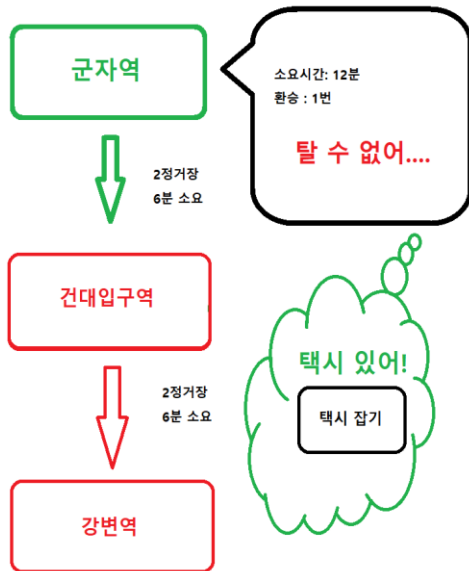 군자역
소요시간: 12분
환승 : 1번
탈 수 없어....
2정거장
6분 소요
건대입구역
2정거장
6분 소요
택시 있어!
택시 잡기
강변역